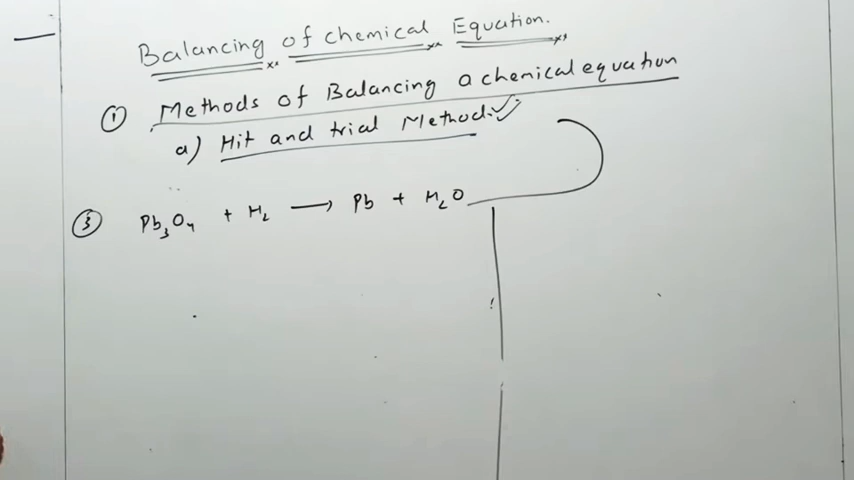 Balancing of chemical Equation.
① Methods of Balancing a chemical equation
a) Hit and trial Method.
③ Pb₃O₄ + H₂ ⟶ Pb + H₂O